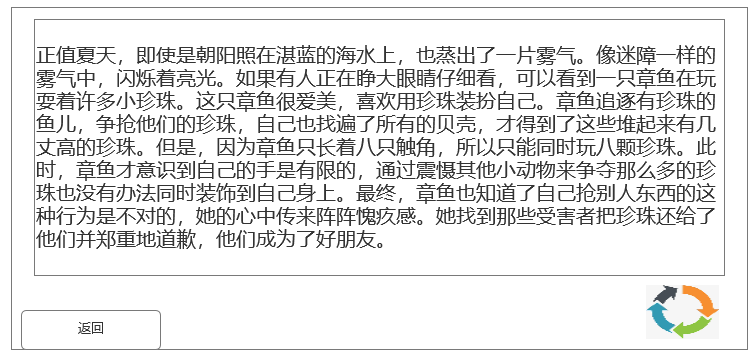 正值夏天，即使是朝阳照在湛蓝的海水上，也蒸出了一片雾气。像迷障一样的
雾气中，闪烁着亮光。如果有人正在睁大眼睛仔细看，可以看到一只章鱼在玩
耍着许多小珍珠。这只章鱼很爱美，喜欢用珍珠装扮自己。章鱼追逐有珍珠的
鱼儿，争抢他们的珍珠，自己也找遍了所有的贝壳，才得到了这些堆起来有几
丈高的珍珠。但是，因为章鱼只长着八只触角，所以只能同时玩八颗珍珠。此
时，章鱼才意识到自己的手是有限的，通过震慑其他小动物来争夺那么多的珍
珠也没有办法同时装饰到自己身上。最终，章鱼也知道了自己抢别人东西的这
种行为是不对的，她的心中传来阵阵愧疚感。她找到那些受害者把珍珠还给了
他们并郑重地道歉，他们成为了好朋友。
返回